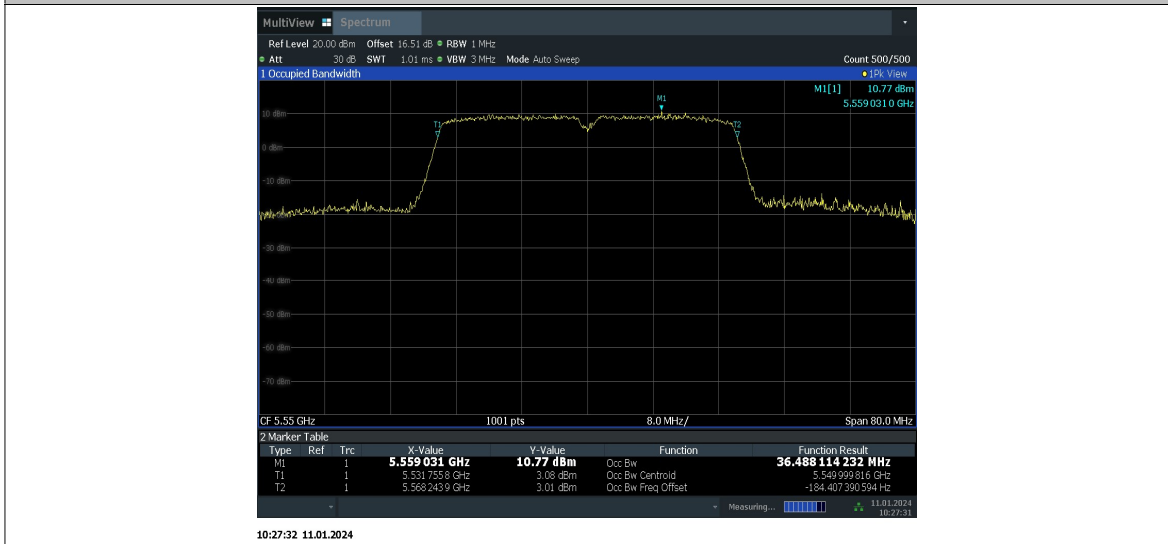 MultiView Spectrum
Ref Level 20.00 dBm Offset 16.51 dB RBW 1 MHz
Att 30 dB SWT 1.01 ms VBW 3 MHz Mode Auto Sweep Count 500/500
1 Occupied Bandwidth 1Pk View
M1[1] 10.77 dBm
5.559 031 0 GHz
M1
10 dBm
T1
T2
0 dBm
-10 dBm
-30 dBm
-40 dBm
-50 dBm
-60 dBm
-70 dBm
CF 5.55 GHz 1001 pts 8.0 MHz/ Span 80.0 MHz
2 Marker Table
Type Ref Trc X-Value Y-Value Function Function Result
M1 1 5.559 031 GHz 10.77 dBm Occ Bw 36.488 114 232 MHz
T1 1 5.531 755 8 GHz 3.08 dBm Occ Bw Centroid 5.549 999 816 GHz
T2 1 5.568 243 9 GHz 3.01 dBm Occ Bw Freq Offset -184.407 390 594 Hz
Measuring... 11.01.2024
10:27:31
10:27:32 11.01.2024